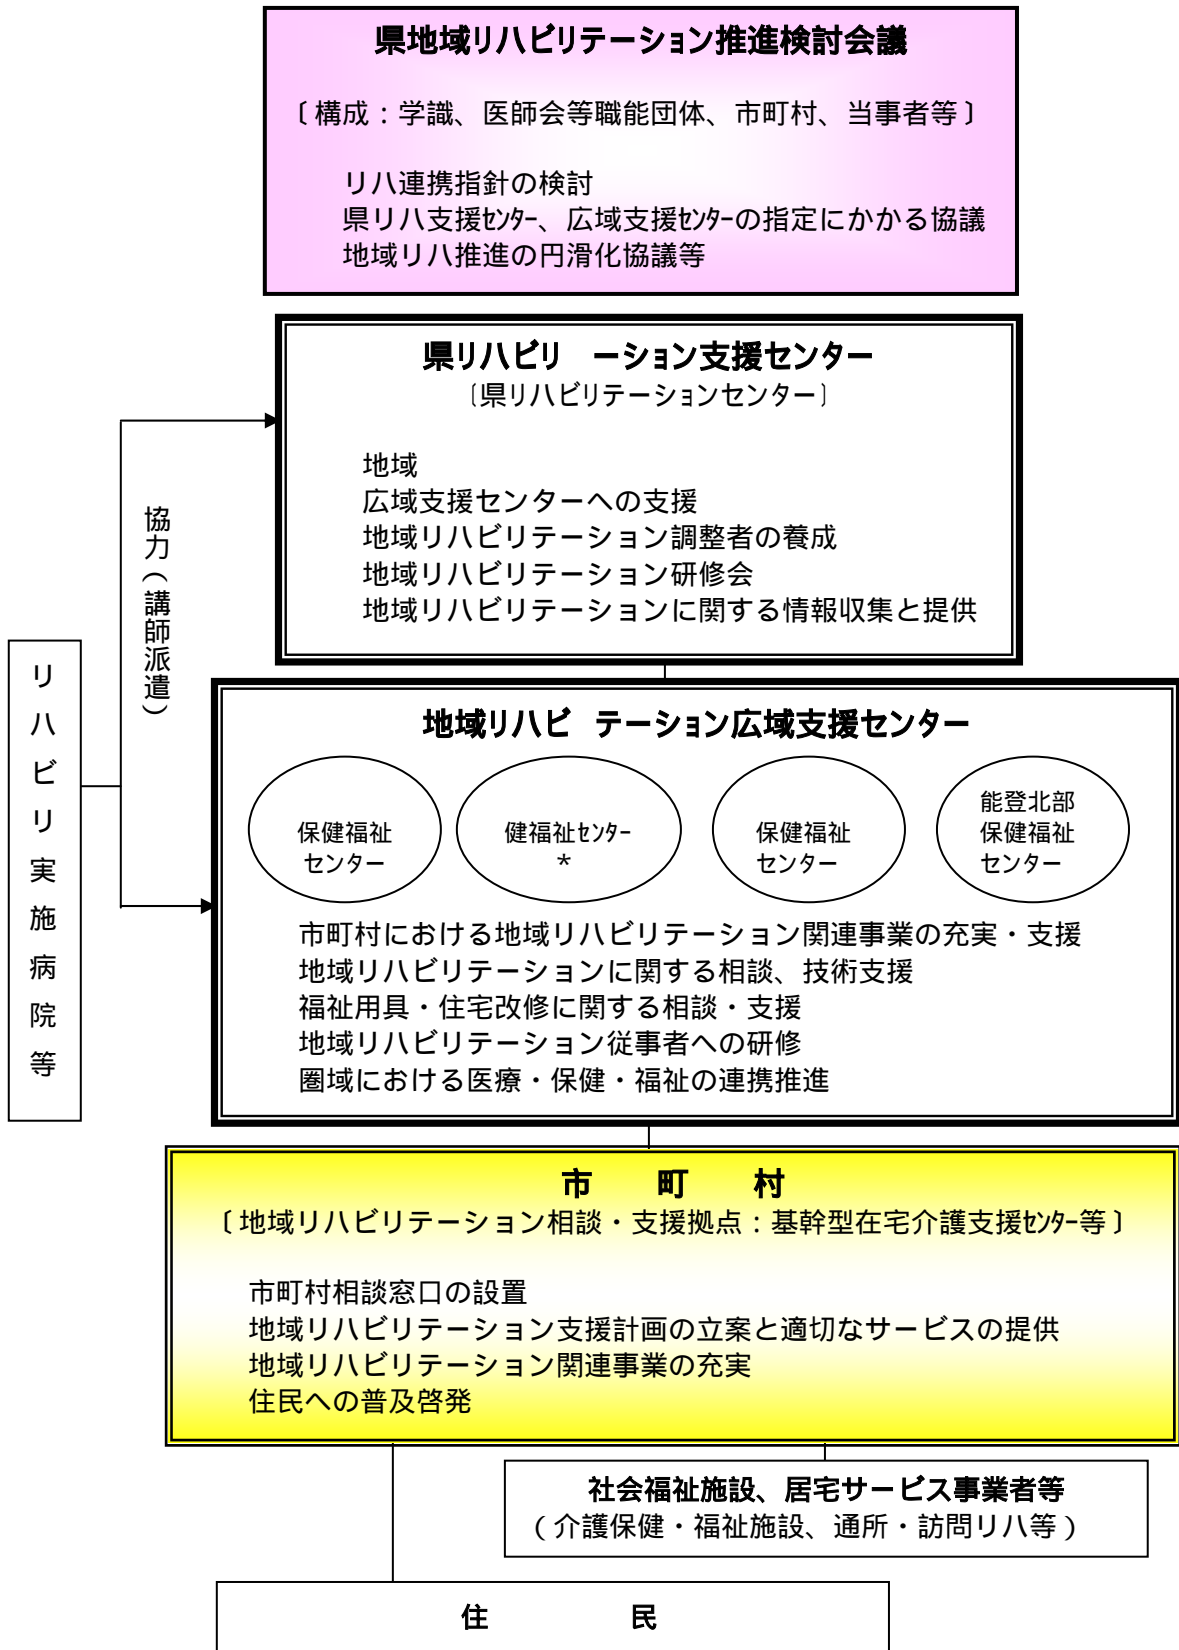 県地域リハビリテーション推進検討会議
〔構成：学識、医師会等職能団体、市町村、当事者等〕
リハ連携指針の検討
県リハ支援ｾﾝﾀｰ、広域支援ｾﾝﾀｰの指定にかかる協議
地域リハ推進の円滑化協議等
県リハビリ　ーション支援センター
〔県リハビリテーションセンター〕
地域
広域支援センターへの支援
地域リハビリテーション調整者の養成
地域リハビリテーション研修会
地域リハビリテーションに関する情報収集と提供
協力（講師派遣）
リハビリ実施病院等
地域リハビ　テーション広域支援センター
保健福祉
センター
健福祉ｾﾝﾀｰ
*
保健福祉
センター
能登北部
保健福祉
センター
市町村における地域リハビリテーション関連事業の充実・支援
地域リハビリテーションに関する相談、技術支援
福祉用具・住宅改修に関する相談・支援
地域リハビリテーション従事者への研修
圏域における医療・保健・福祉の連携推進
市　町　村
〔地域リハビリテーション相談・支援拠点：基幹型在宅介護支援ｾﾝﾀｰ等〕
市町村相談窓口の設置
地域リハビリテーション支援計画の立案と適切なサービスの提供
地域リハビリテーション関連事業の充実
住民への普及啓発
社会福祉施設、居宅サービス事業者等
（介護保健・福祉施設、通所・訪問リハ等）
住　　　民